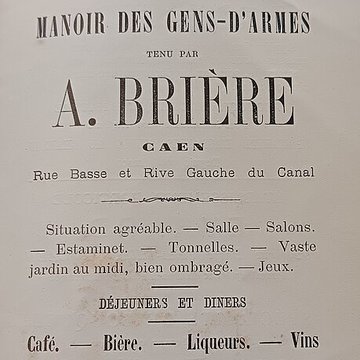 MANOIR DES GENS-D'ARMES
TENU PAR
A. BRIÈRE
CAEN
Rue Basse et Rive Gauche du Canal
Situation agréable. — Salle — Salons.
— Estaminet. — Tonnelles. — Vaste
jardin au midi, bien ombragé. — Jeux.
DÉJEUNERS ET DINERS
Café. — Bière. — Liqueurs. — Vins